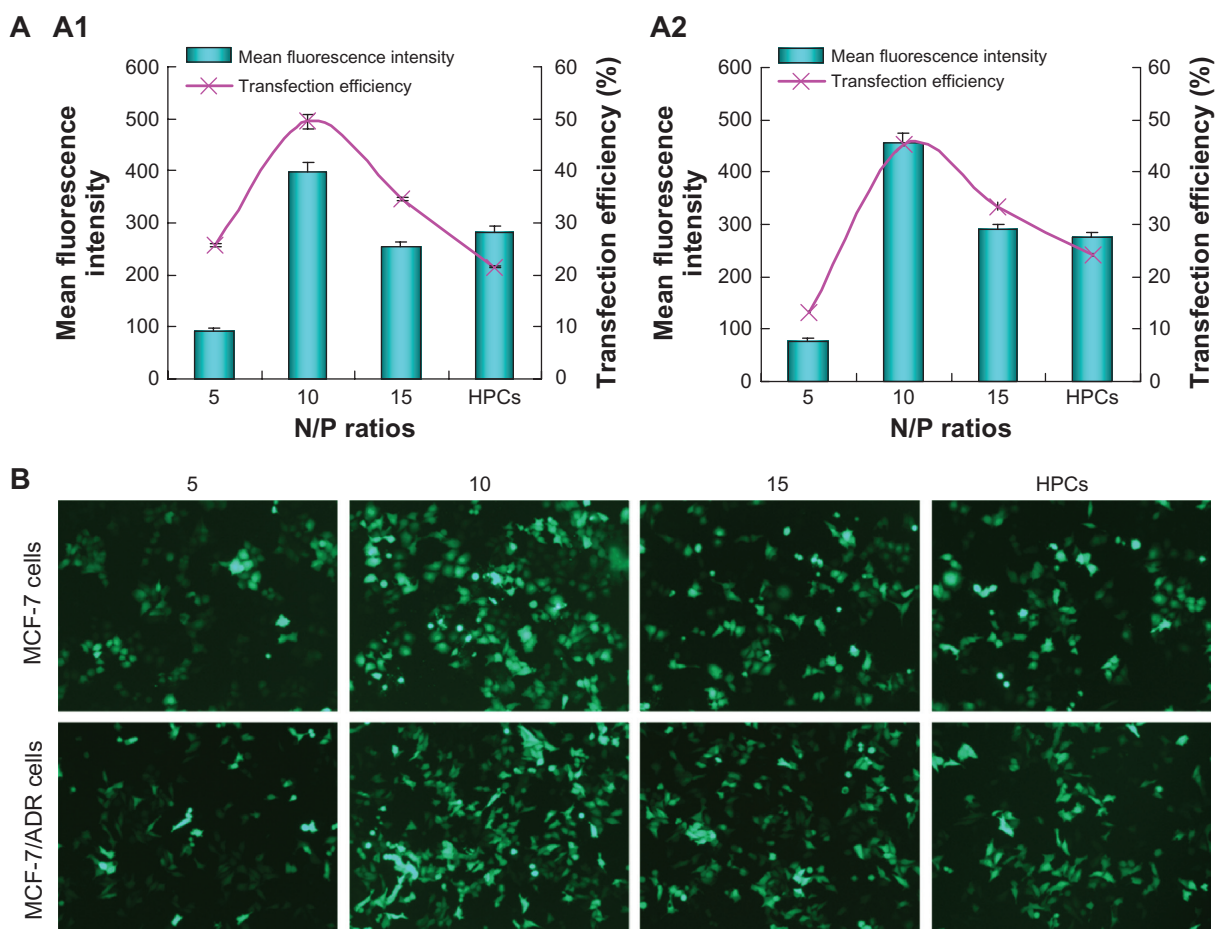 A A1
Mean fluorescence intensity
Transfection efficiency
600
500
400
300
200
100
0
Mean fluorescence
intensity
60
50
40
30
20
10
0
Transfection efficiency (%)
5 10 15 HPCs
N/P ratios
A2
Mean fluorescence intensity
Transfection efficiency
600
500
400
300
200
100
0
Mean fluorescence
intensity
60
50
40
30
20
10
0
Transfection efficiency (%)
5 10 15 HPCs
N/P ratios
B
5 10 15 HPCs
MCF-7 cells
MCF-7/ADR cells